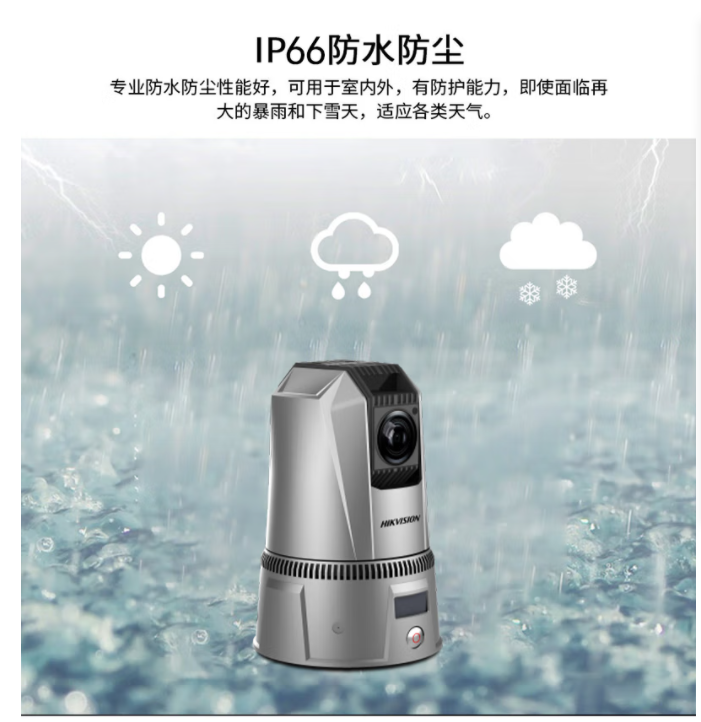 IP66防水防尘
专业防水防尘性能好，可用于室内外，有防护能力，即使面临再
大的暴雨和下雪天，适应各类天气。
HIKVISION